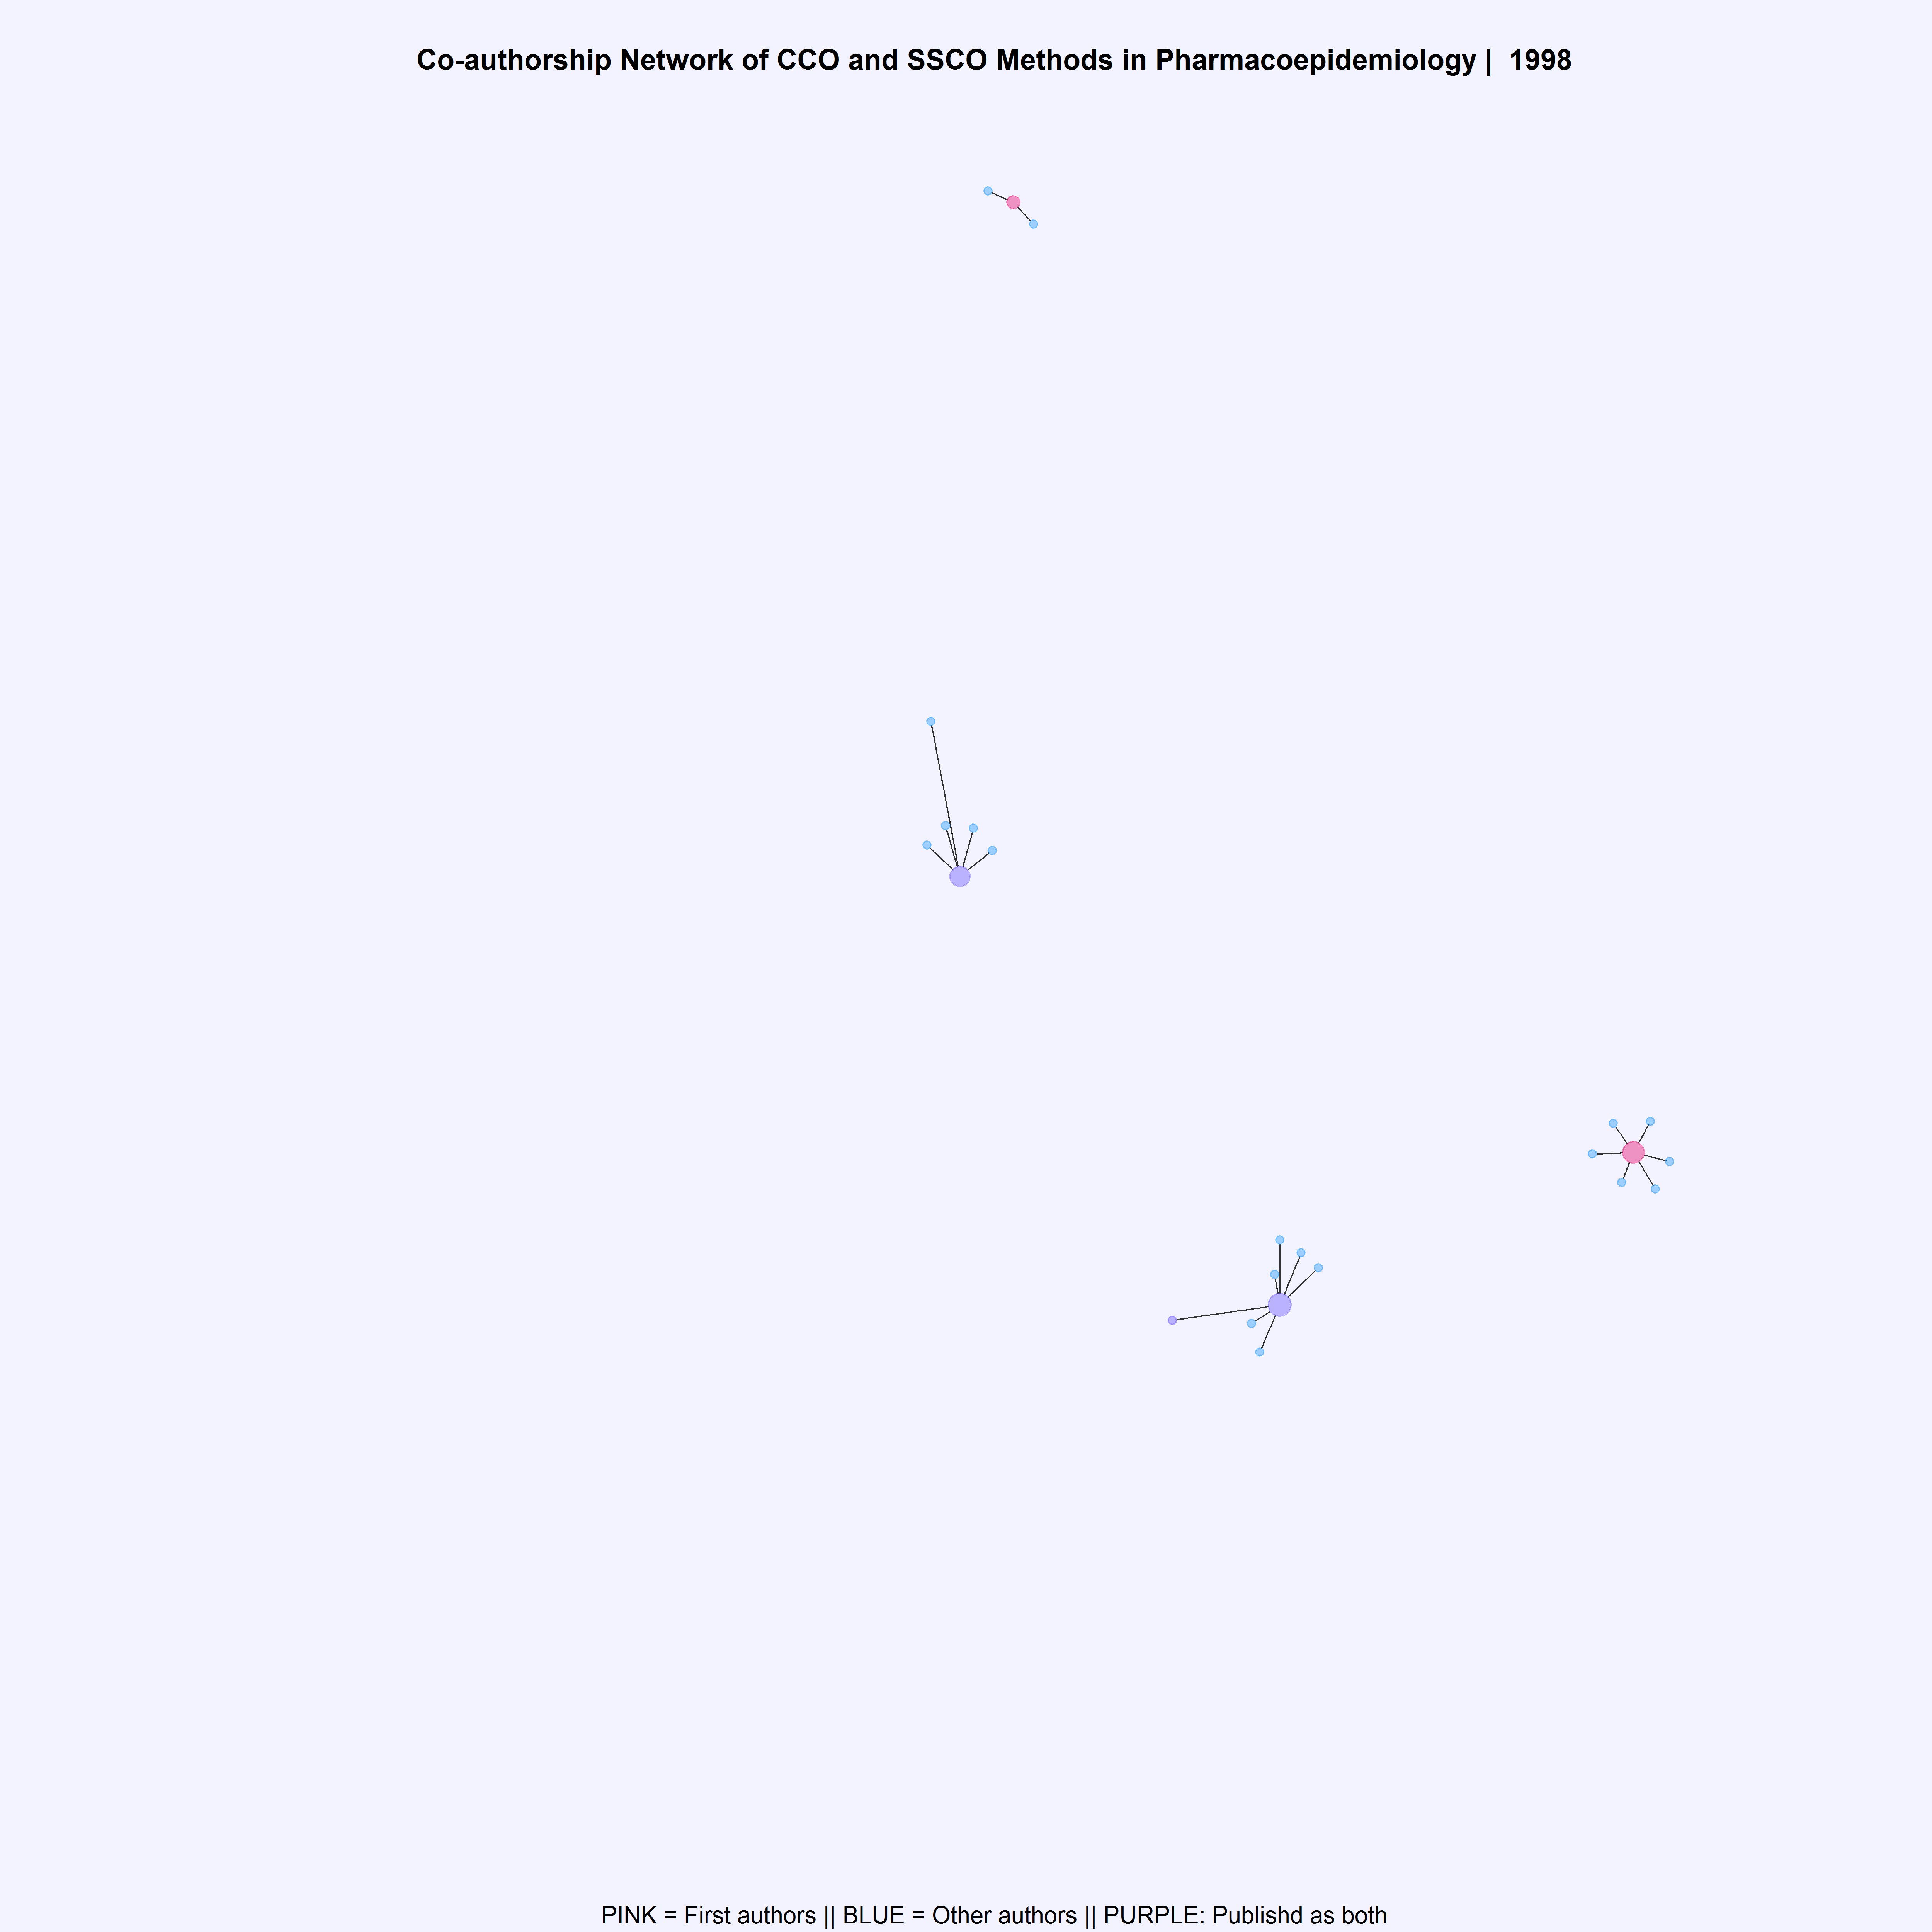 Co-authorship Network of CCO and SSCO Methods in Pharmacoepidemiology |  1998
PINK = First authors || BLUE = Other authors || PURPLE: Publishd as both